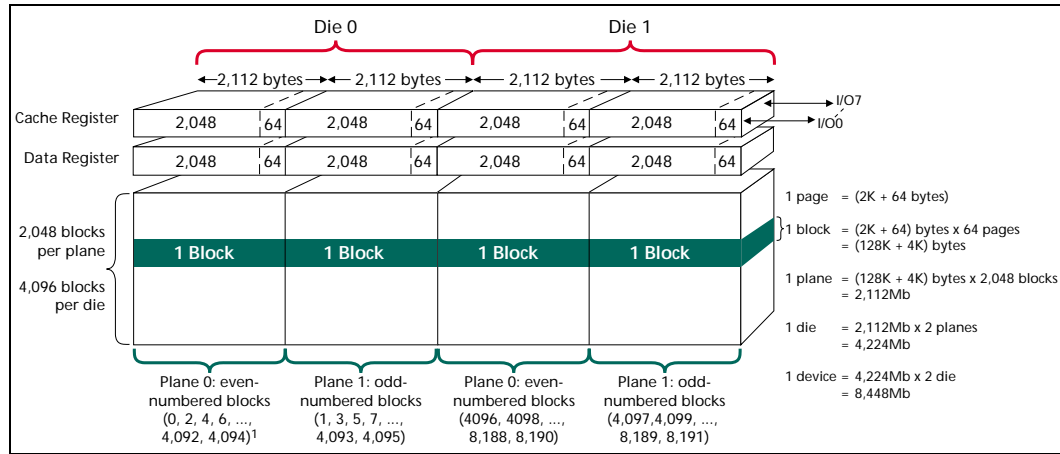 Die 0 Die 1
2,112 bytes 2,112 bytes 2,112 bytes 2,112 bytes
I/O7
Cache Register 2,048 64 2,048 64 2,048 64 2,048 64
I/O0
Data Register 2,048 64 2,048 64 2,048 64 2,048 64
1 page = (2K + 64 bytes)
2,048 blocks
per plane
4,096 blocks
per die
1 Block 1 Block 1 Block 1 Block
1 block = (2K + 64) bytes x 64 pages
= (128K + 4K) bytes
1 plane = (128K + 4K) bytes x 2,048 blocks
= 2,112Mb
1 die = 2,112Mb x 2 planes
= 4,224Mb
1 device = 4,224Mb x 2 die
= 8,448Mb
Plane 0: even-
numbered blocks
(0, 2, 4, 6, ...,
4,092, 4,094)1
Plane 1: odd-
numbered blocks
(1, 3, 5, 7, ...,
4,093, 4,095)
Plane 0: even-
numbered blocks
(4096, 4098, ...,
8,188, 8,190)
Plane 1: odd-
numbered blocks
(4,097,4,099, ...,
8,189, 8,191)